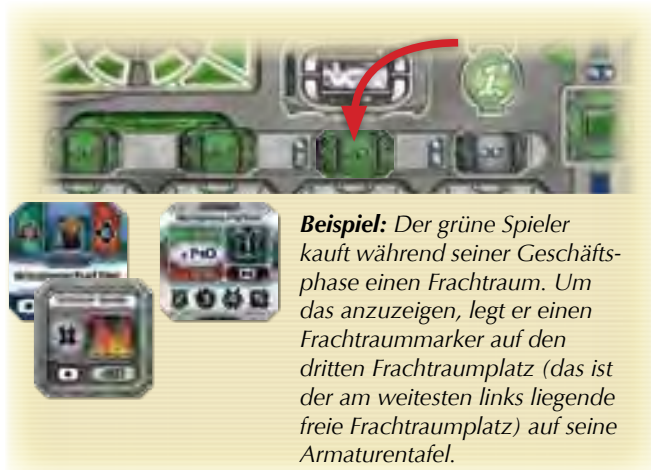 Beispiel: Der grüne Spieler
kauft während seiner Geschäfts-
phase einen Frachtraum. Um
das anzuzeigen, legt er einen
Frachtraummarker auf den
dritten Frachtraumplatz (das ist
der am weitesten links liegende
freie Frachtraumplatz) auf seine
Armaturentafel.